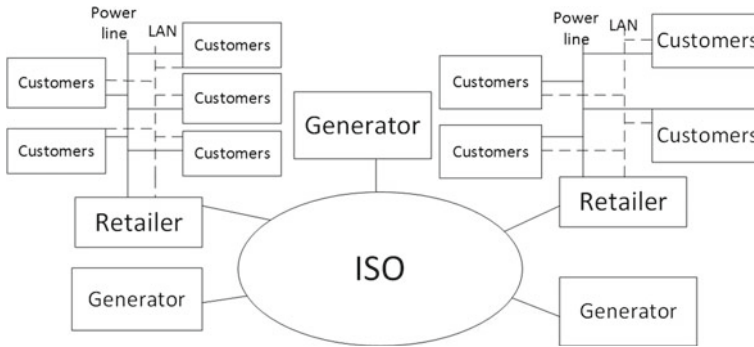 Power
line
LAN
Customers
Customers
Customers
Customers
Customers
Retailer
Generator
Generator
ISO
Power
line
LAN
Customers
Customers
Customers
Customers
Retailer
Generator